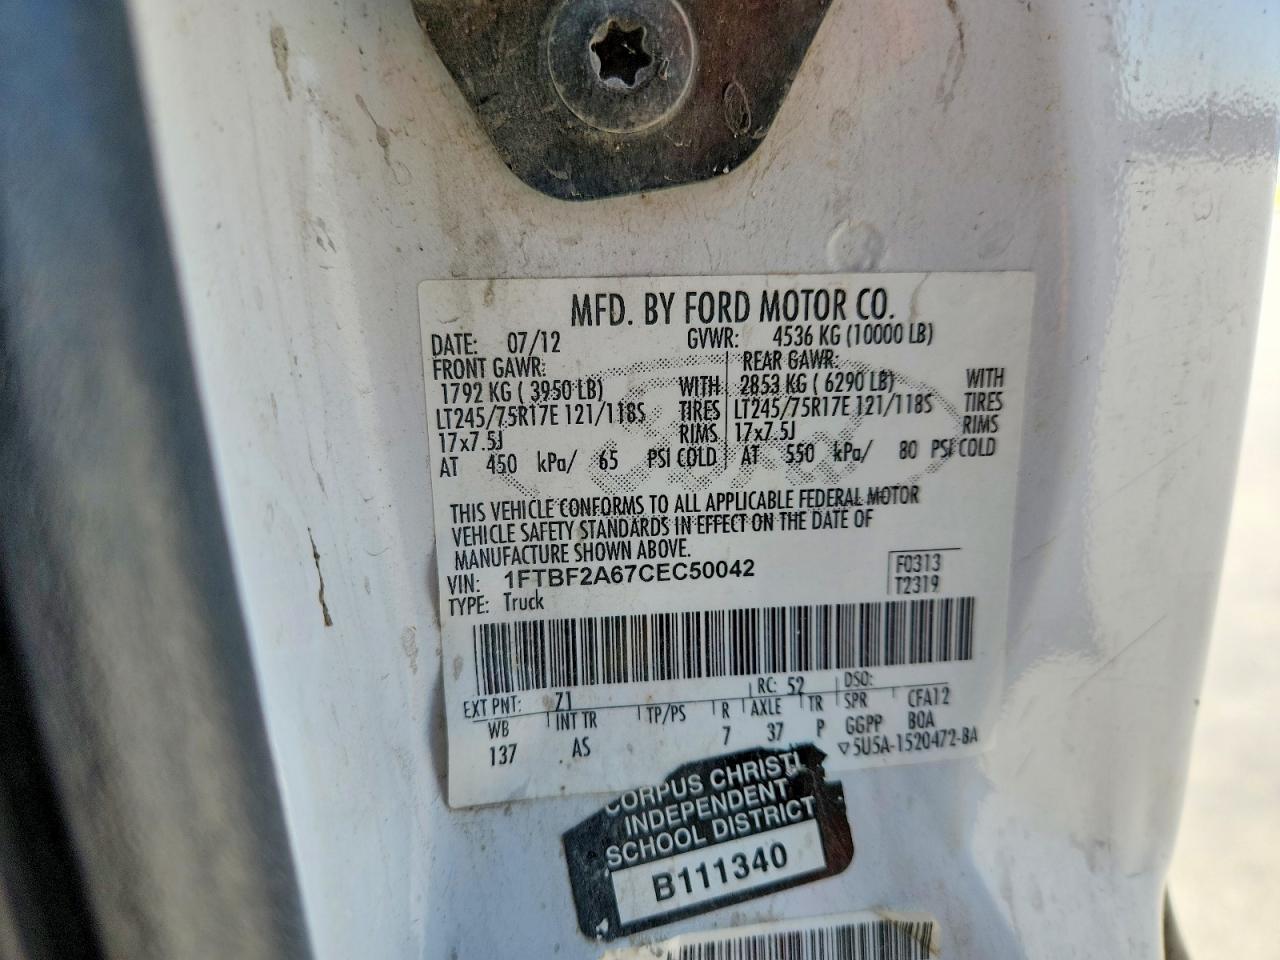 MFD. BY FORD MOTOR CO.
DATE: 07/12 GVWR: 4536 KG (10000 LB)
FRONT GAWR: REAR GAWR:
1792 KG ( 3950 LB) WITH 2853 KG ( 6290 LB) WITH
LT245/75R17E 121/118S TIRES LT245/75R17E 121/118S TIRES
17x7.5J RIMS 17x7.5J RIMS
AT 450 kPa/ 65 PSI COLD AT 550 kPa/ 80 PSI COLD
THIS VEHICLE CONFORMS TO ALL APPLICABLE FEDERAL MOTOR
VEHICLE SAFETY STANDARDS IN EFFECT ON THE DATE OF
MANUFACTURE SHOWN ABOVE.
VIN: 1FTBF2A67CEC50042 F0313
TYPE: Truck T2319
EXT PNT: Z1 RC: 52 DSO:
WB INT TR TP/PS R AXLE TR SPR CFA12
137 AS 7 37 P GGPP BOA
▽5U5A-1520472-BA
CORPUS CHRISTI
INDEPENDENT
SCHOOL DISTRICT
B111340